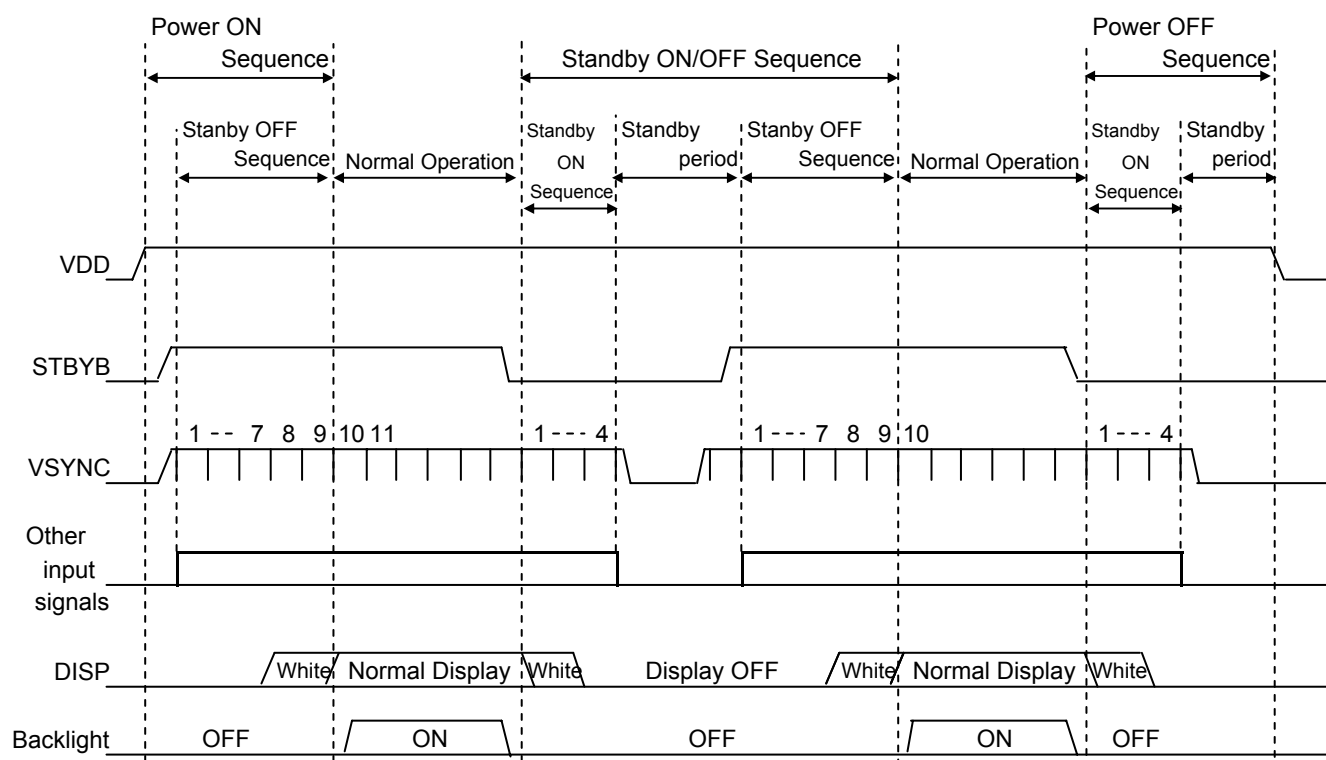 Power ON
Sequence
Standby ON/OFF Sequence
Power OFF
Sequence
Stanby OFF
Sequence
Normal Operation
Standby
ON
Sequence
Standby
period
Stanby OFF
Sequence
Normal Operation
Standby
ON
Sequence
Standby
period
VDD
STBYB
VSYNC
1 -- 7 8 9 10 11
1 --- 4
1 --- 7 8 9 10
1 --- 4
Other
input
signals
DISP
White Normal Display White Display OFF White Normal Display White
Backlight
OFF ON OFF ON OFF